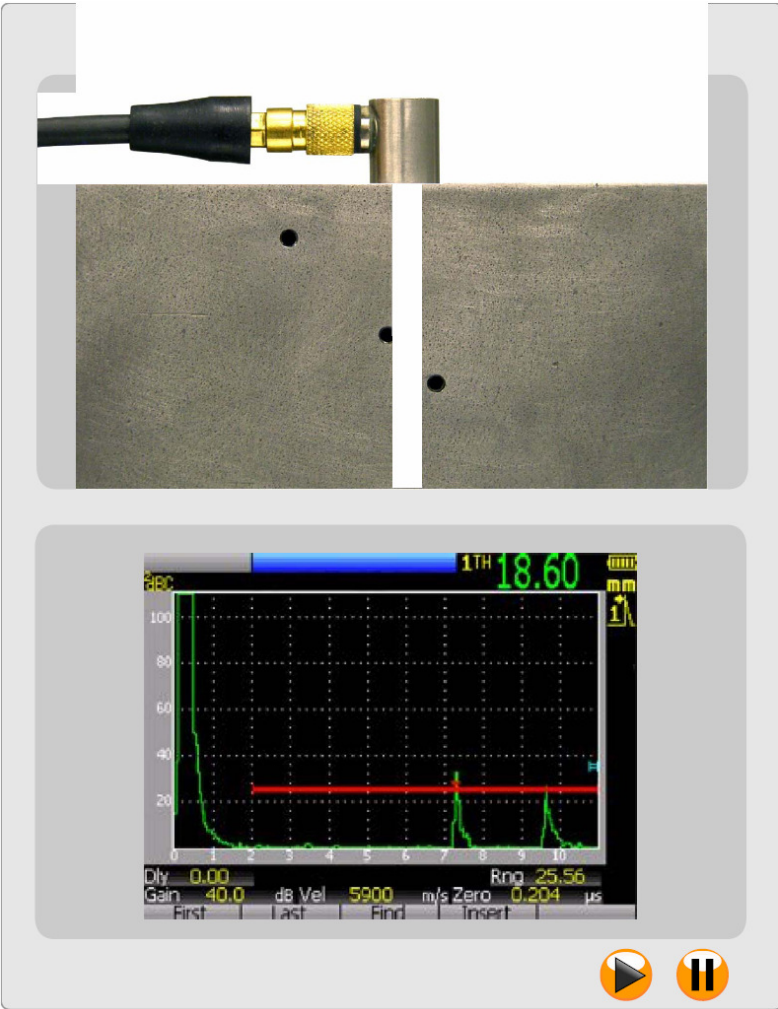 1TH 18.60
dBC
mm
1
100
80
60
40
20
0 1 2 3 4 5 6 7 8 9 10
Dly 0.00 Rng 25.56
Gain 40.0 dB Vel 5900 m/s Zero 0.204 µs
First Last Find Insert